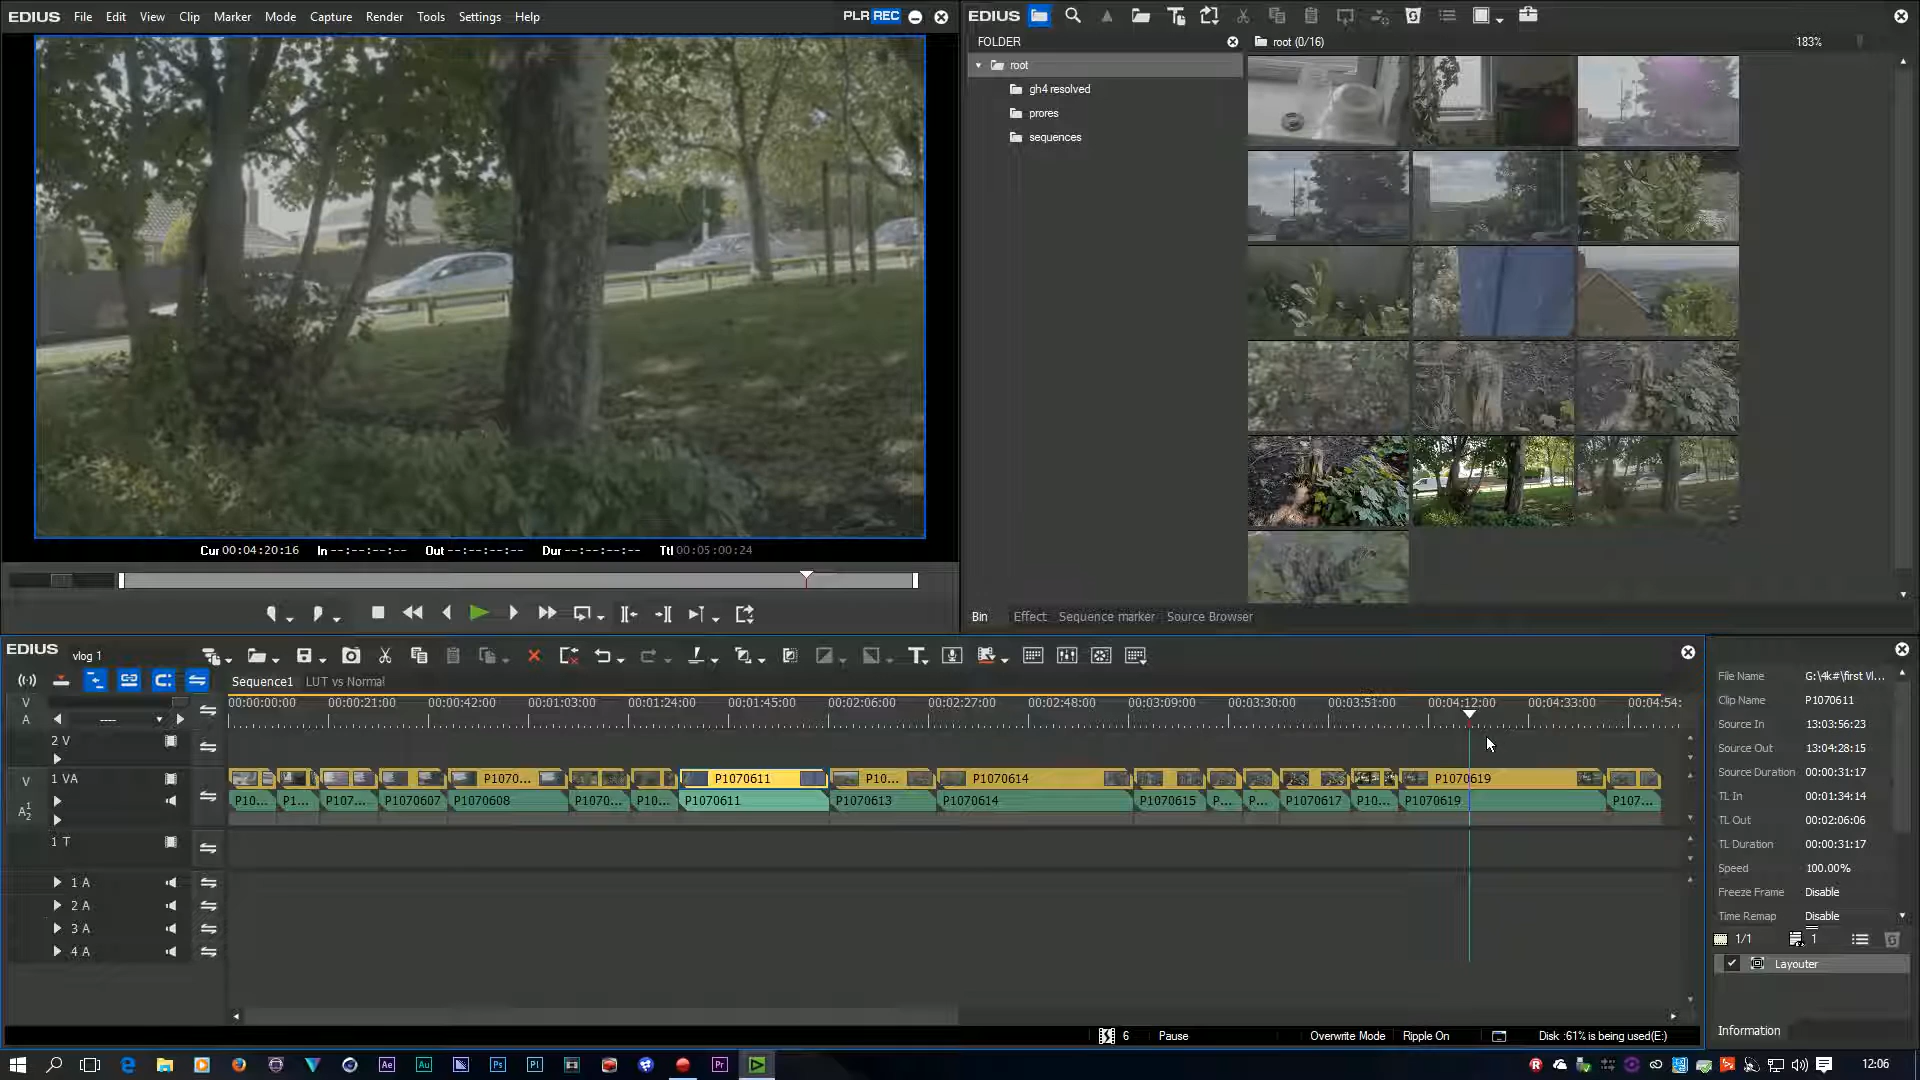 EDIUS File Edit View Clip Marker Mode Capture Render Tools Settings Help PLR REC
EDIUS
FOLDER
root (0/16)
183%
root
gh4 resolved
prores
sequences
Cur 00:04:20:16 In --:--:--:-- Out --:--:--:-- Dur --:--:--:-- Ttl 00:05:00:24
Bin Effect Sequence marker Source Browser
EDIUS vlog 1
Sequence1 LUT vs Normal
00:00:00:00 00:00:21:00 00:00:42:00 00:01:03:00 00:01:24:00 00:01:45:00 00:02:06:00 00:02:27:00 00:02:48:00 00:03:09:00 00:03:30:00 00:03:51:00 00:04:12:00 00:04:33:00 00:04:54:
V
A ----
2 V
V 1 VA P1070... P1070611 P10... P1070614 P1070619
P10... P1... P107... P1070607 P1070608 P1070... P10... P1070611 P1070613 P1070614 P1070615 P... P... P1070617 P10... P1070619 P107...
A 1 2
1 T
1 A
2 A
3 A
4 A
File Name G:\4k#\first Vl...
Clip Name P1070611
Source In 13:03:56:23
Source Out 13:04:28:15
Source Duration 00:00:31:17
TL In 00:01:34:14
TL Out 00:02:06:06
TL Duration 00:00:31:17
Speed 100.00%
Freeze Frame Disable
Time Remap Disable
1/1 1
Layouter
Information
6 Pause Overwrite Mode Ripple On Disk :61% is being used(E:)
Ae Au Ps Pl Pr
12:06